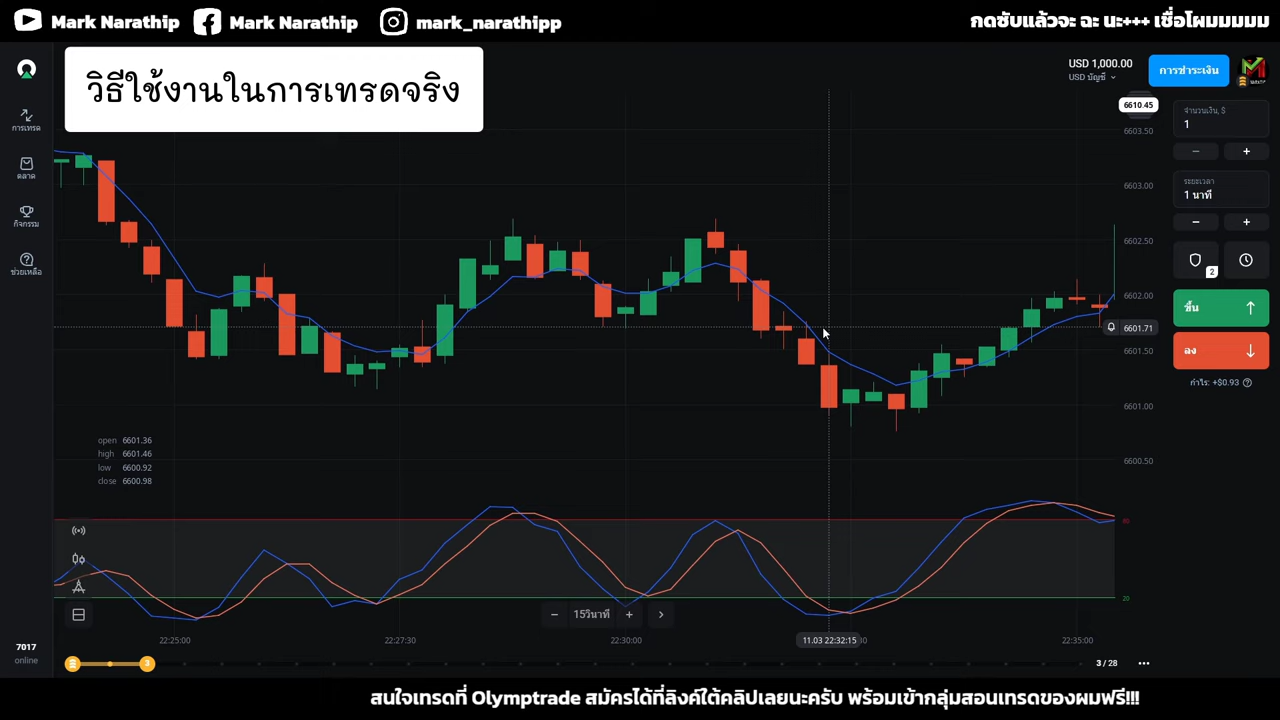 Mark Narathip
Mark Narathip
mark_narathipp
กดซับแล้วจะ ฉะ นะ+++ เชื่อโผมมมมม
วิธีใช้งานในการเทรดจริง
USD 1,000.00
USD บัญชี
การชำระเงิน
การเทรด
ตลาด
กิจกรรม
ช่วยเหลือ
6610.45
6603.50
6603.00
6602.50
6602.00
6601.71
6601.50
6601.00
6600.50
จำนวนเงิน, $
1
ระยะเวลา
1 นาที
2
ขึ้น
ลง
กำไร: +$0.93
open 6601.36
high 6601.46
low 6600.92
close 6600.98
80
20
15วินาที
22:25:00
22:27:30
22:30:00
11.03 22:32:15
22:35:00
7017
online
3
3 / 28
สนใจเทรดที่ Olymptrade สมัครได้ที่ลิงค์ใต้คลิปเลยนะครับ พร้อมเข้ากลุ่มสอนเทรดของผมฟรี!!!